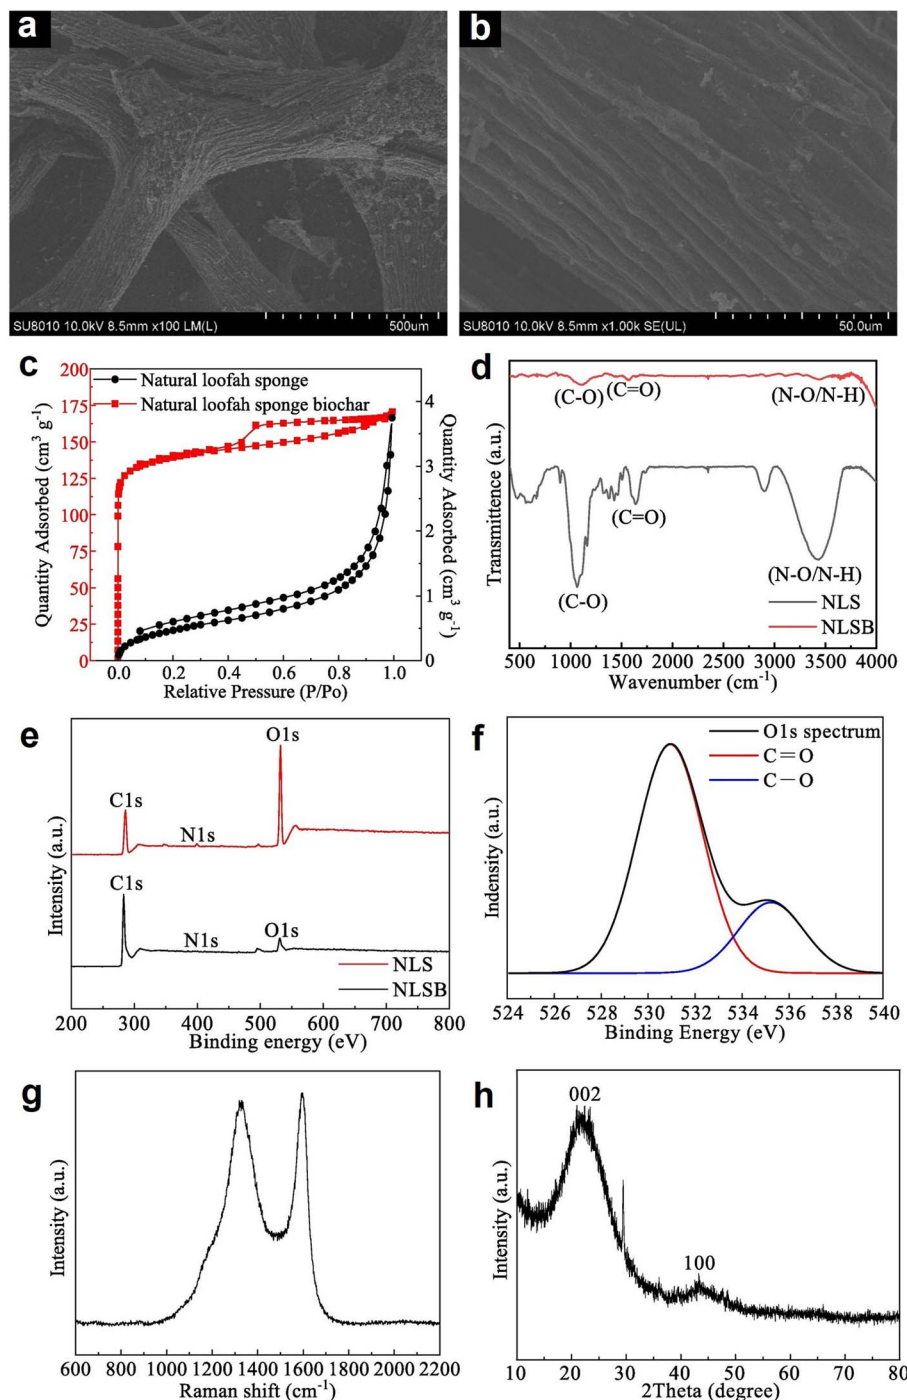 a
SU8010 10.0kV 8.5mm x100 LM(L)
500um
b
SU8010 10.0kV 8.5mm x1.00k SE(UL)
50.0um
c
Natural loofah sponge
Natural loofah sponge biochar
Quantity Adsorbed (cm³ g⁻¹)
200
175
150
125
100
75
50
25
0
Quantity Adsorbed (cm³ g⁻¹)
4
3
2
1
0
0.0 0.2 0.4 0.6 0.8 1.0
Relative Pressure (P/Po)
d
Transmittence (a.u.)
(C-O)
(C=O)
(N-O/N-H)
(C=O)
(C-O)
(N-O/N-H)
NLS
NLSB
500 1000 1500 2000 2500 3000 3500 4000
Wavenumber (cm⁻¹)
e
Intensity (a.u.)
C1s
N1s
O1s
C1s
N1s
O1s
NLS
NLSB
200 300 400 500 600 700 800
Binding energy (eV)
f
Indensity (a.u.)
O1s spectrum
C=O
C-O
524 526 528 530 532 534 536 538 540
Binding Energy (eV)
g
Intensity (a.u.)
600 800 1000 1200 1400 1600 1800 2000 2200
Raman shift (cm⁻¹)
h
Intensity (a.u.)
002
100
10 20 30 40 50 60 70 80
2Theta (degree)